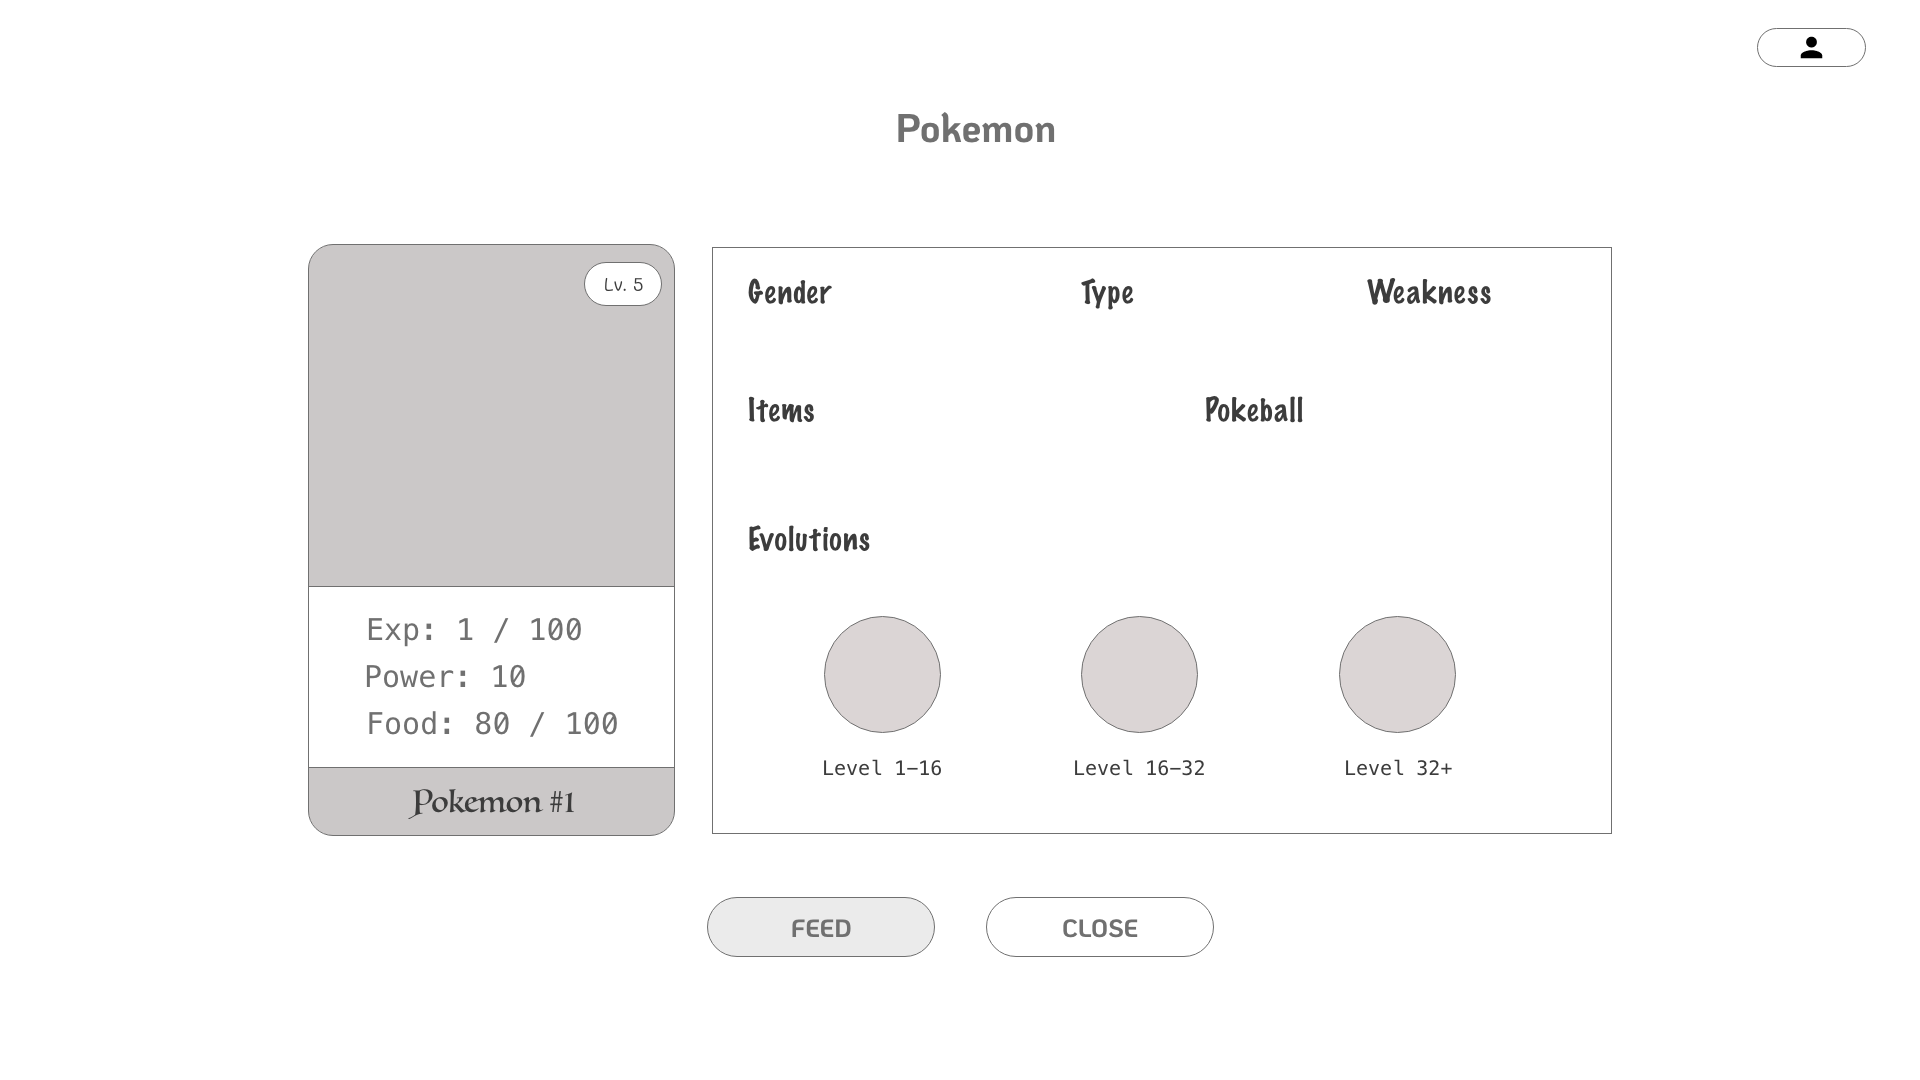 Pokemon
Lv. 5
Exp: 1 / 100
Power: 10
Food: 80 / 100
Pokemon #1
Gender Type Weakness
Items Pokeball
Evolutions
Level 1-16 Level 16-32 Level 32+
FEED CLOSE